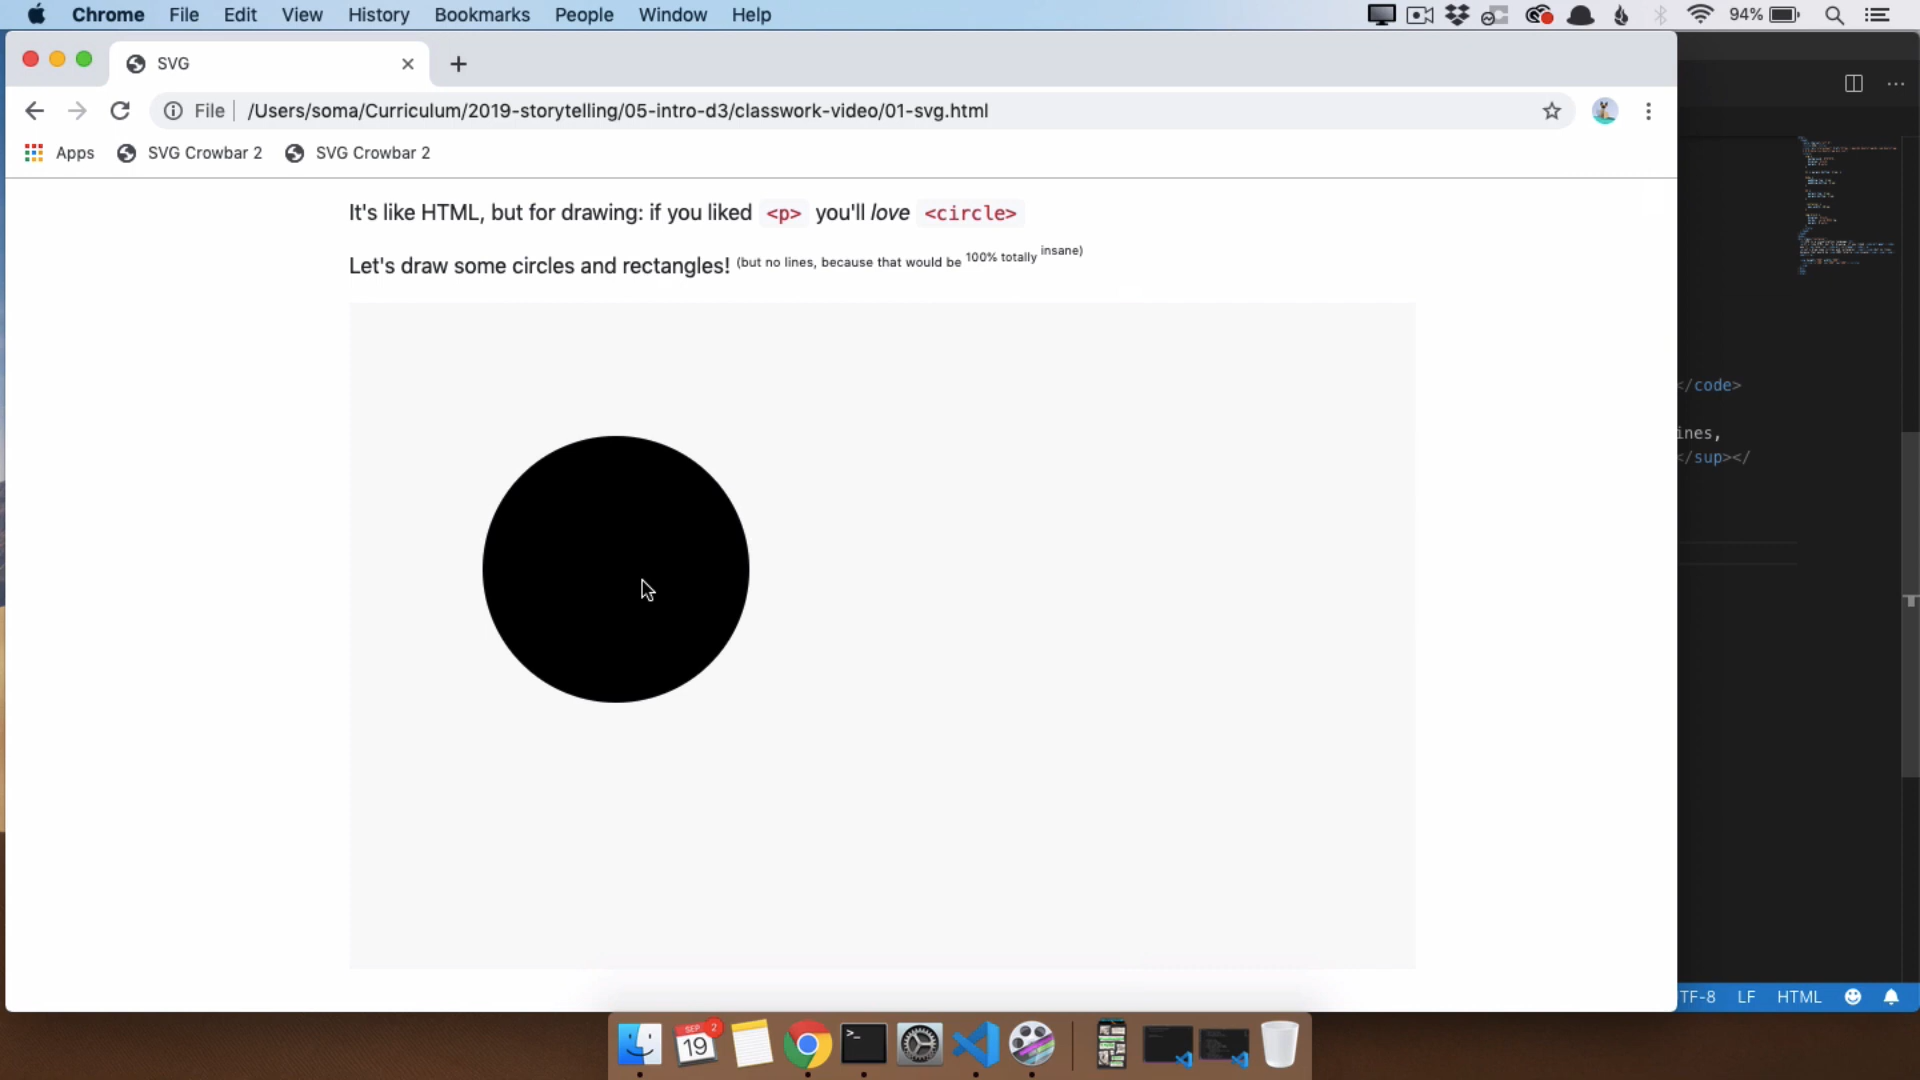 Chrome File Edit View History Bookmarks People Window Help 94%
SVG
File /Users/soma/Curriculum/2019-storytelling/05-intro-d3/classwork-video/01-svg.html
Apps SVG Crowbar 2 SVG Crowbar 2
It's like HTML, but for drawing: if you liked <p> you'll love <circle>
Let's draw some circles and rectangles! (but no lines, because that would be 100% totally insane)
</code>
ines,
</sup></
TF-8 LF HTML
SEP 2
19